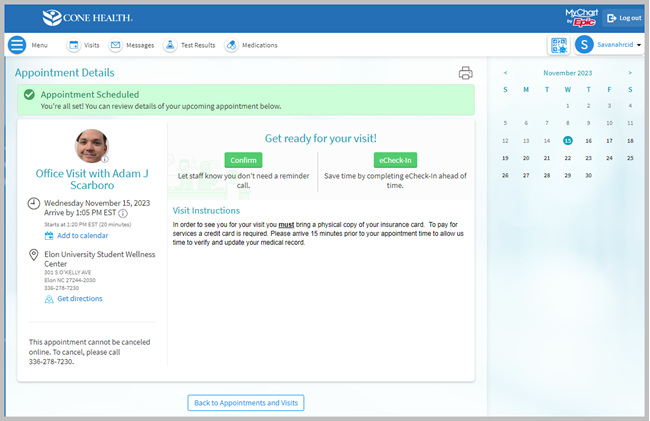 CONE HEALTH.
MyChart
by Epic
Log out
Menu
Visits
Messages
Test Results
Medications
S
Savanahrcid
Appointment Details
Appointment Scheduled
You're all set! You can review details of your upcoming appointment below.
Office Visit with Adam J
Scarboro
Wednesday November 15, 2023
Arrive by 1:05 PM EST
Starts at 1:20 PM EST (20 minutes)
Add to calendar
Elon University Student Wellness
Center
301 S O'KELLY AVE
Elon NC 27244-2030
336-278-7230
Get directions
This appointment cannot be canceled
online. To cancel, please call
336-278-7230.
Get ready for your visit!
Confirm
Let staff know you don't need a reminder
call.
eCheck-In
Save time by completing eCheck-In ahead of
time.
Visit Instructions
In order to see you for your visit you must bring a physical copy of your insurance card. To pay for
services a credit card is required. Please arrive 15 minutes prior to your appointment time to allow us
time to verify and update your medical record.
Back to Appointments and Visits
< November 2023 >
S M T W T F S
1 2 3 4
5 6 7 8 9 10 11
12 13 14 15 16 17 18
19 20 21 22 23 24 25
26 27 28 29 30